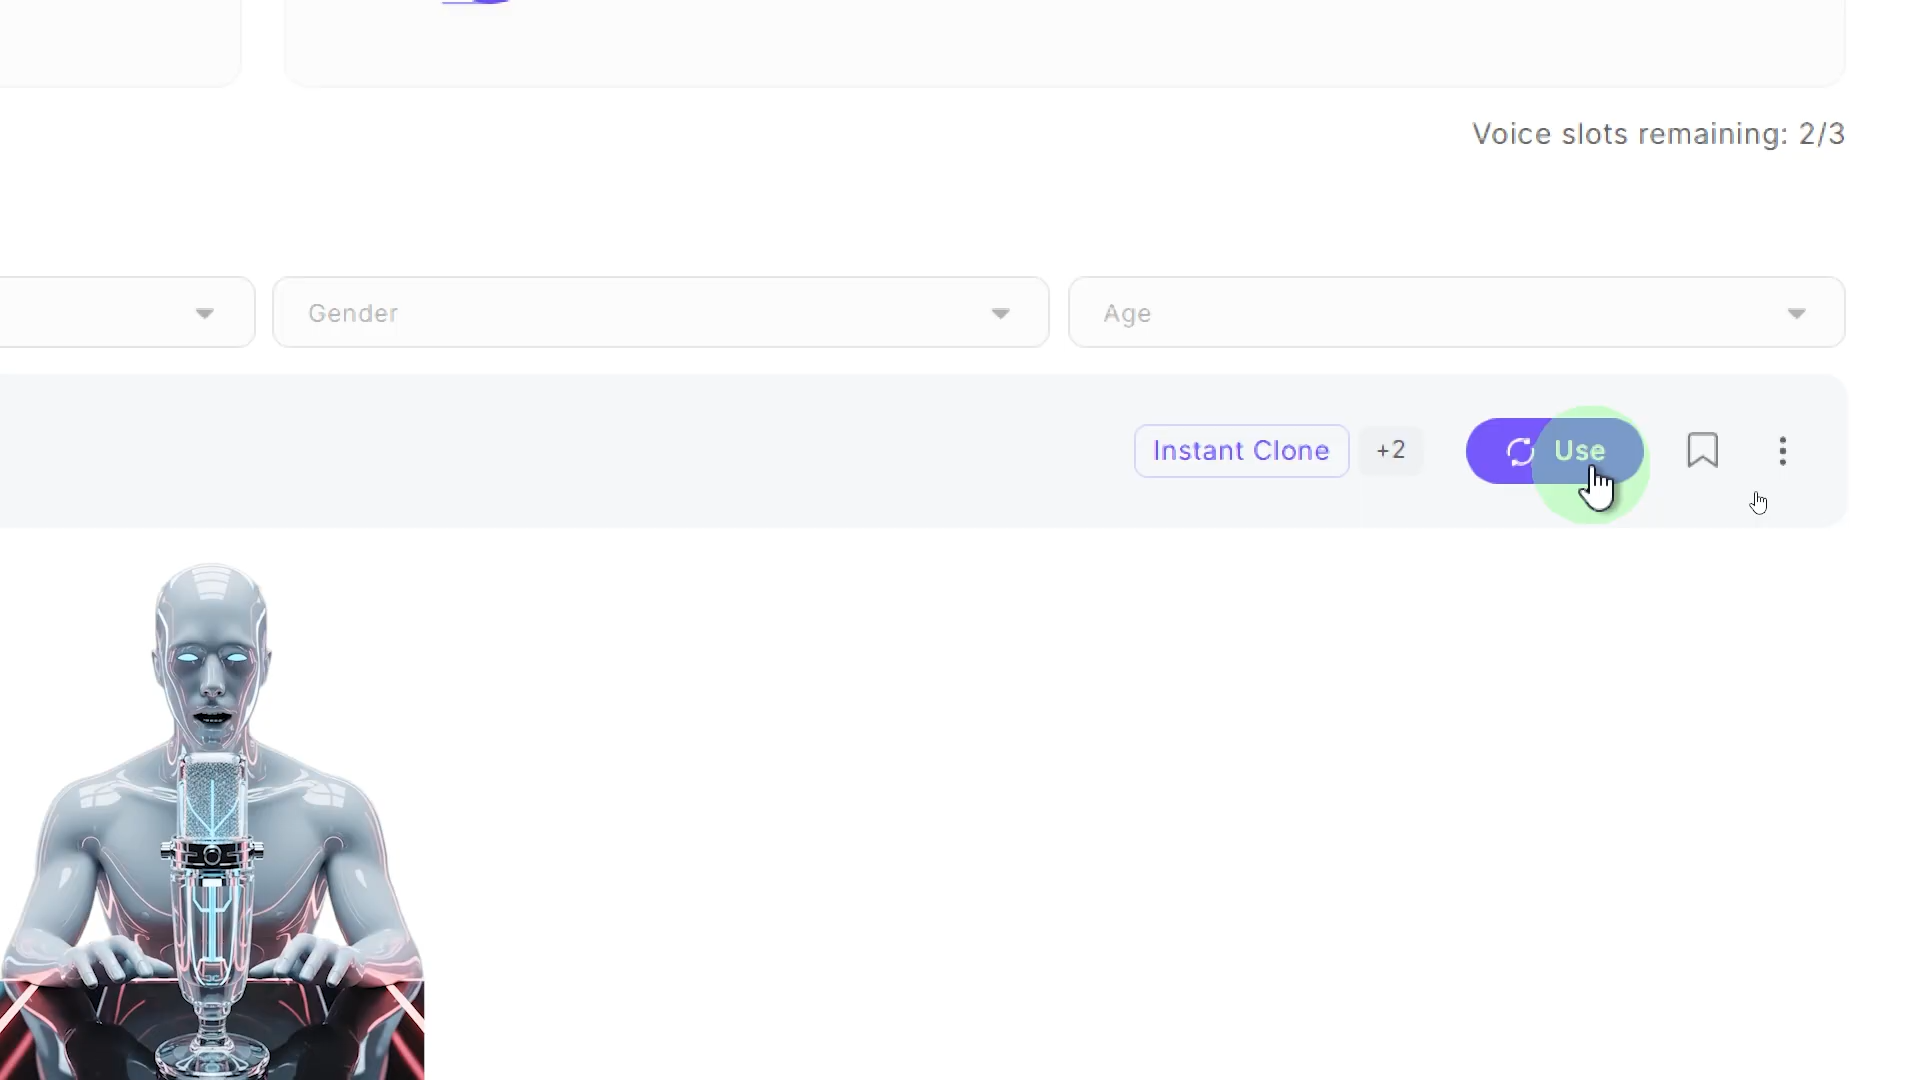 Voice slots remaining: 2/3
Gender
Age
Instant Clone
+2
Use